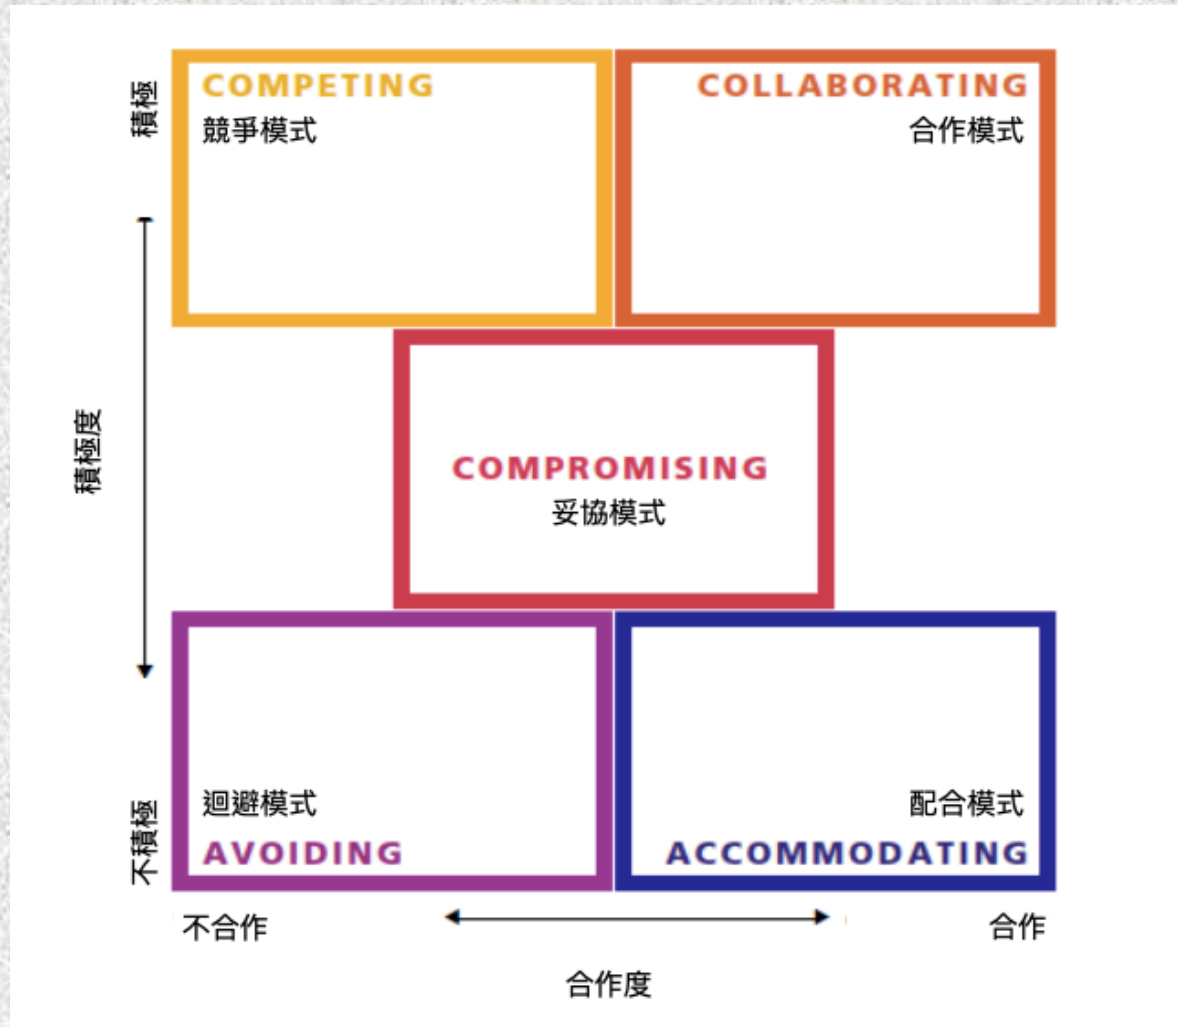 積極
COMPETING
競爭模式
COLLABORATING
合作模式
積極度
COMPROMISING
妥協模式
不積極
迴避模式
AVOIDING
配合模式
ACCOMMODATING
不合作
合作
合作度